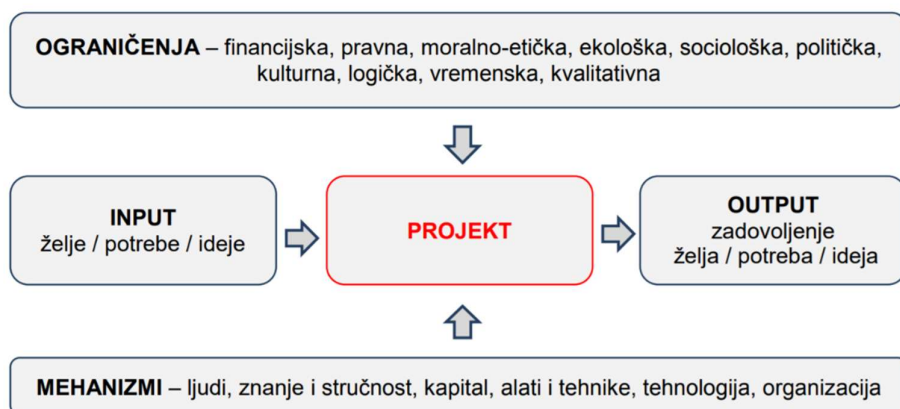 OGRANIČENJA – financijska, pravna, moralno-etička, ekološka, sociološka, politička,
kulturna, logička, vremenska, kvalitativna
INPUT
želje / potrebe / ideje
PROJEKT
OUTPUT
zadovoljenje
želja / potreba / ideja
MEHANIZMI – ljudi, znanje i stručnost, kapital, alati i tehnike, tehnologija, organizacija